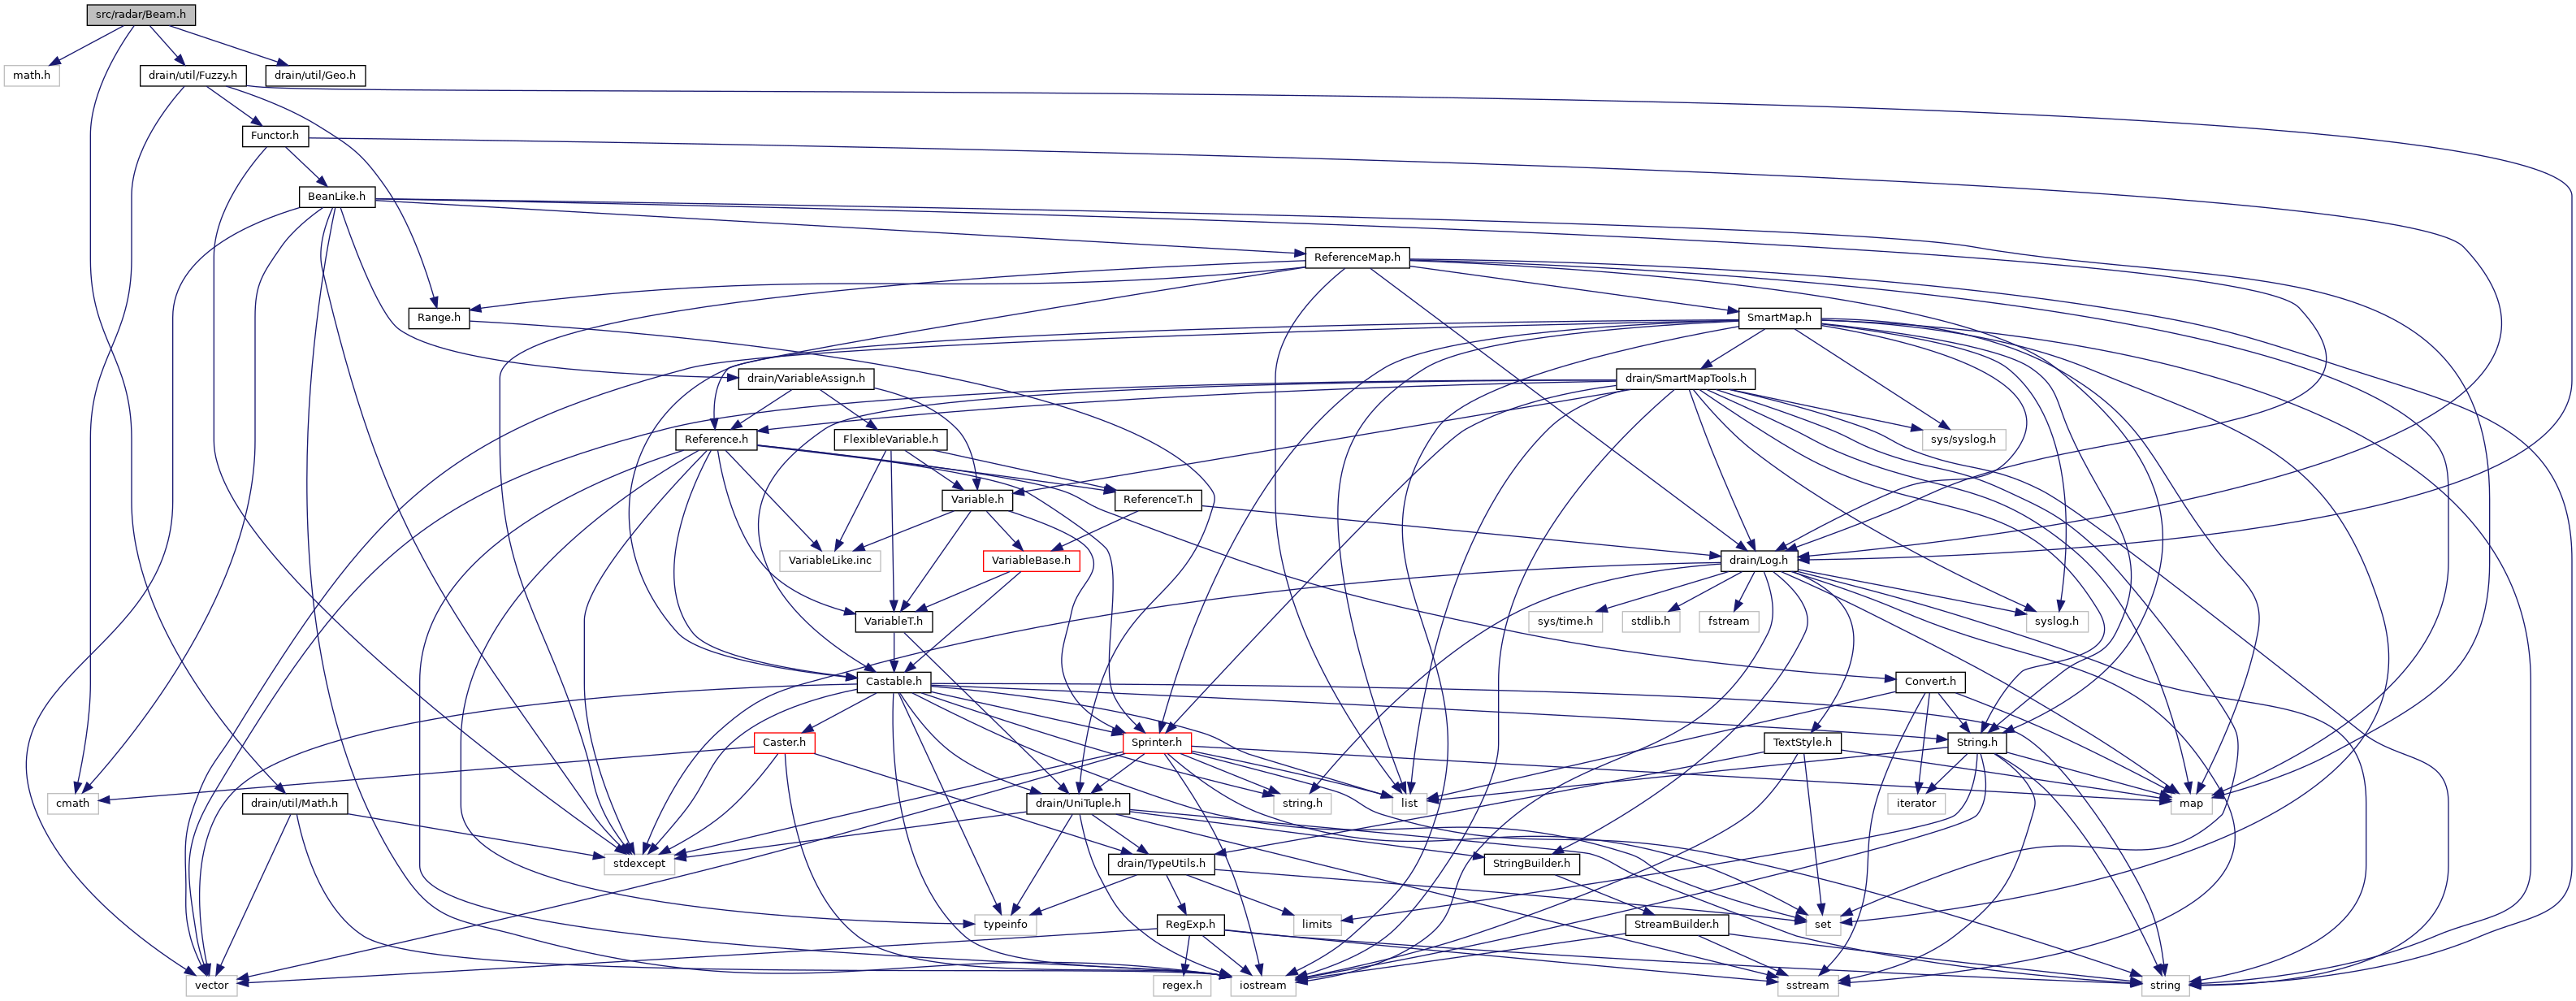 src/radar/Beam.h
math.h
drain/util/Fuzzy.h
drain/util/Geo.h
Functor.h
BeanLike.h
ReferenceMap.h
Range.h
SmartMap.h
drain/VariableAssign.h
drain/SmartMapTools.h
Reference.h
FlexibleVariable.h
sys/syslog.h
Variable.h
ReferenceT.h
VariableLike.inc
VariableBase.h
drain/Log.h
VariableT.h
sys/time.h
stdlib.h
fstream
syslog.h
Castable.h
Convert.h
Caster.h
Sprinter.h
TextStyle.h
String.h
cmath
drain/util/Math.h
drain/UniTuple.h
string.h
list
iterator
map
stdexcept
drain/TypeUtils.h
StringBuilder.h
typeinfo
RegExp.h
limits
StreamBuilder.h
set
vector
regex.h
iostream
sstream
string